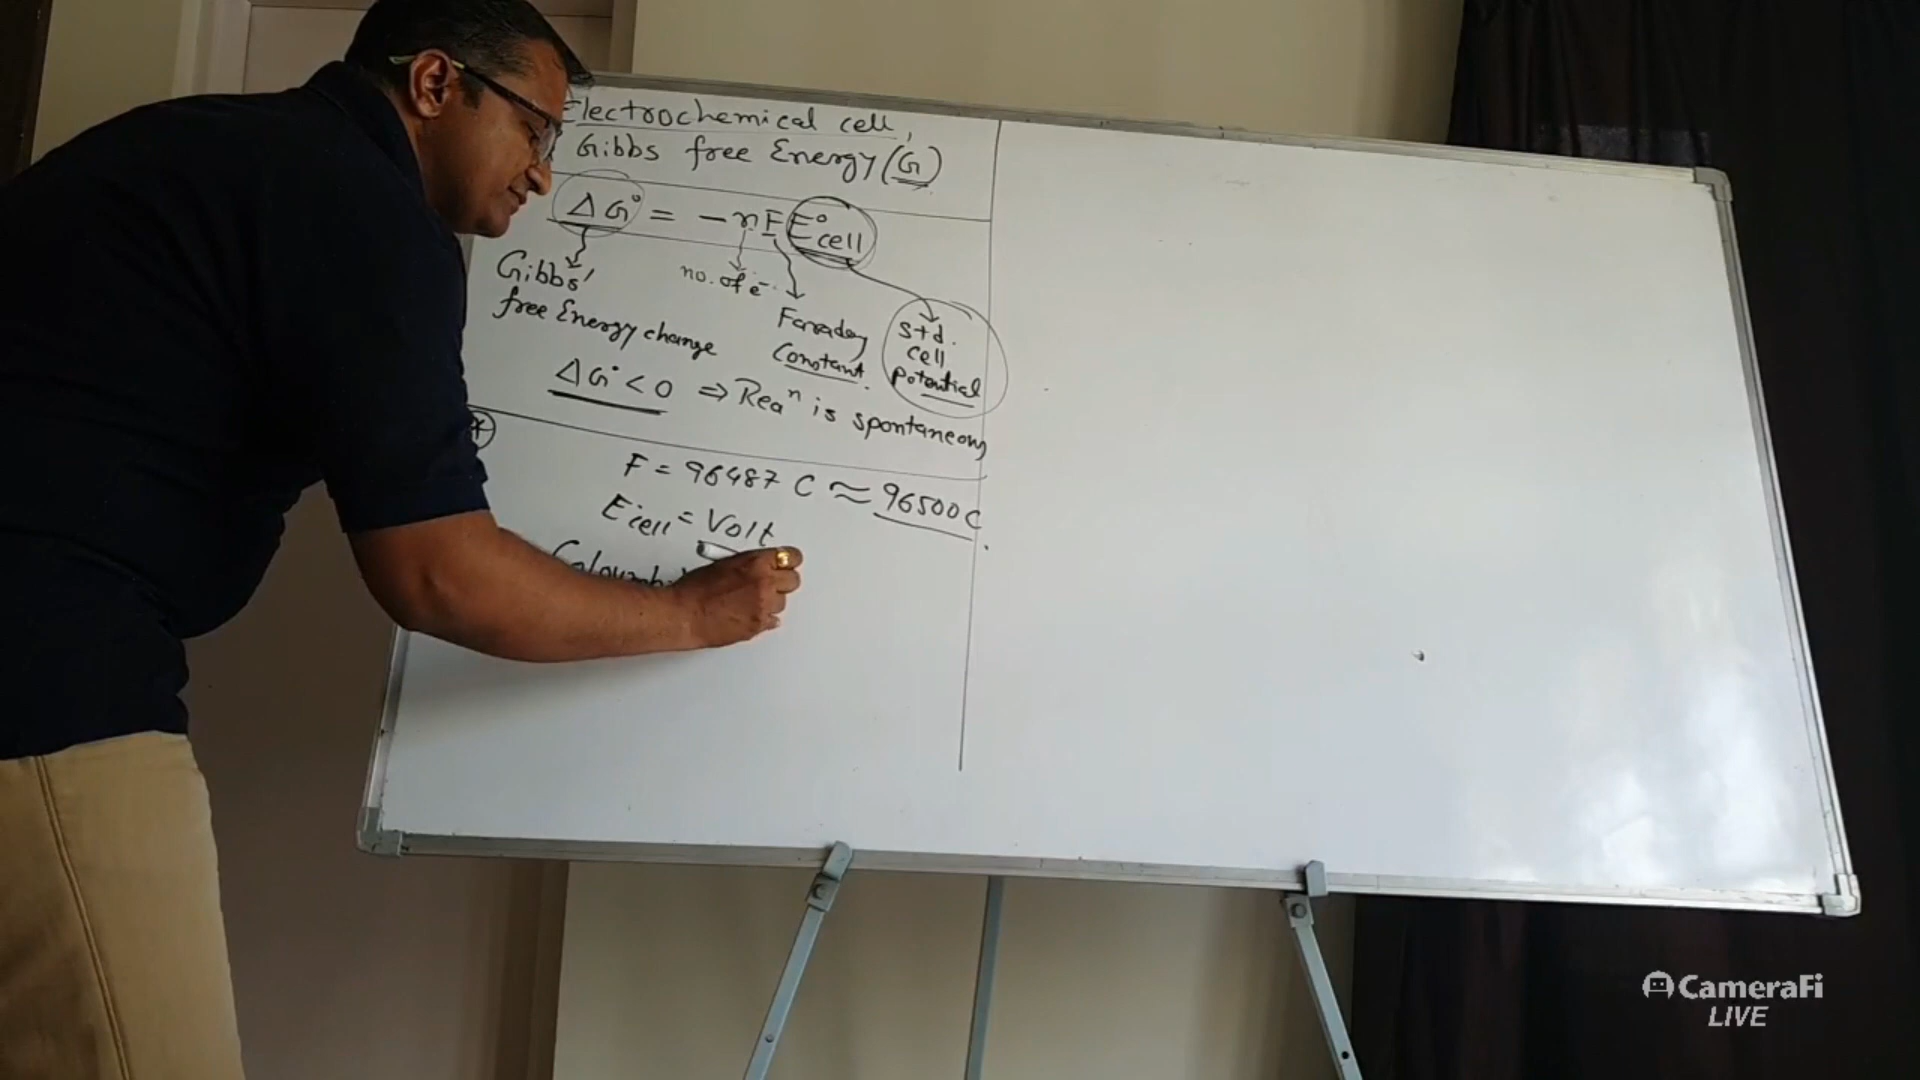 Electrochemical cell,
Gibbs free Energy (G)
ΔG° = -nFE°cell
Gibbs'
free Energy change
no. of e-
Faraday
Constant.
std.
cell
potential
ΔG° < 0 ⇒ Reaⁿ is spontaneous
*
F = 96487 C ≈ 96500 C
E°cell = Volt
CameraFi
LIVE